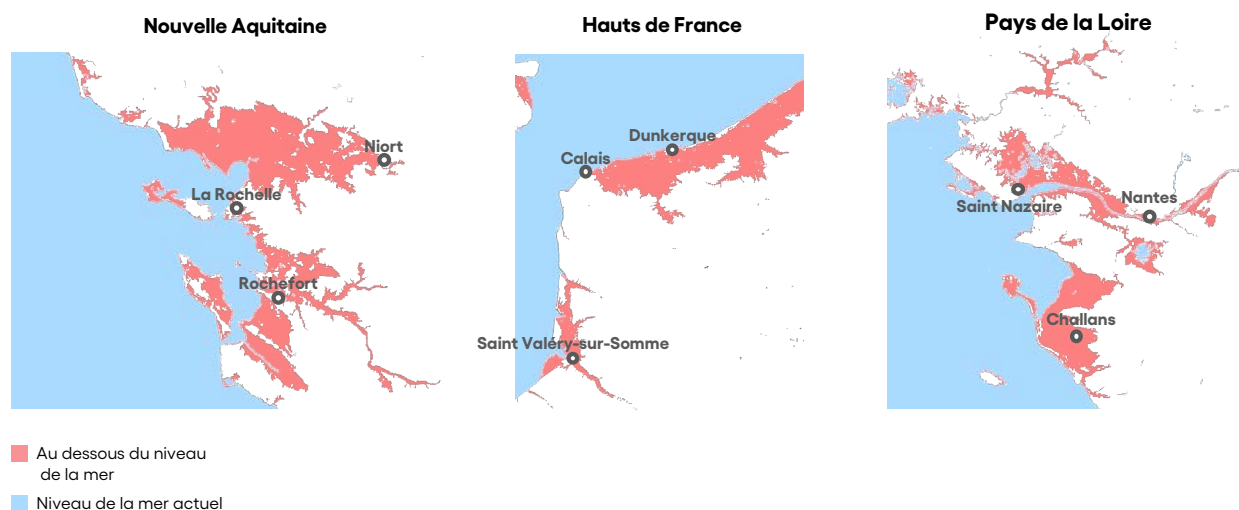 Nouvelle Aquitaine
Niort
La Rochelle
Rochefort
Hauts de France
Dunkerque
Calais
Saint Valéry-sur-Somme
Pays de la Loire
Nantes
Saint Nazaire
Challans
Au dessous du niveau
de la mer
Niveau de la mer actuel